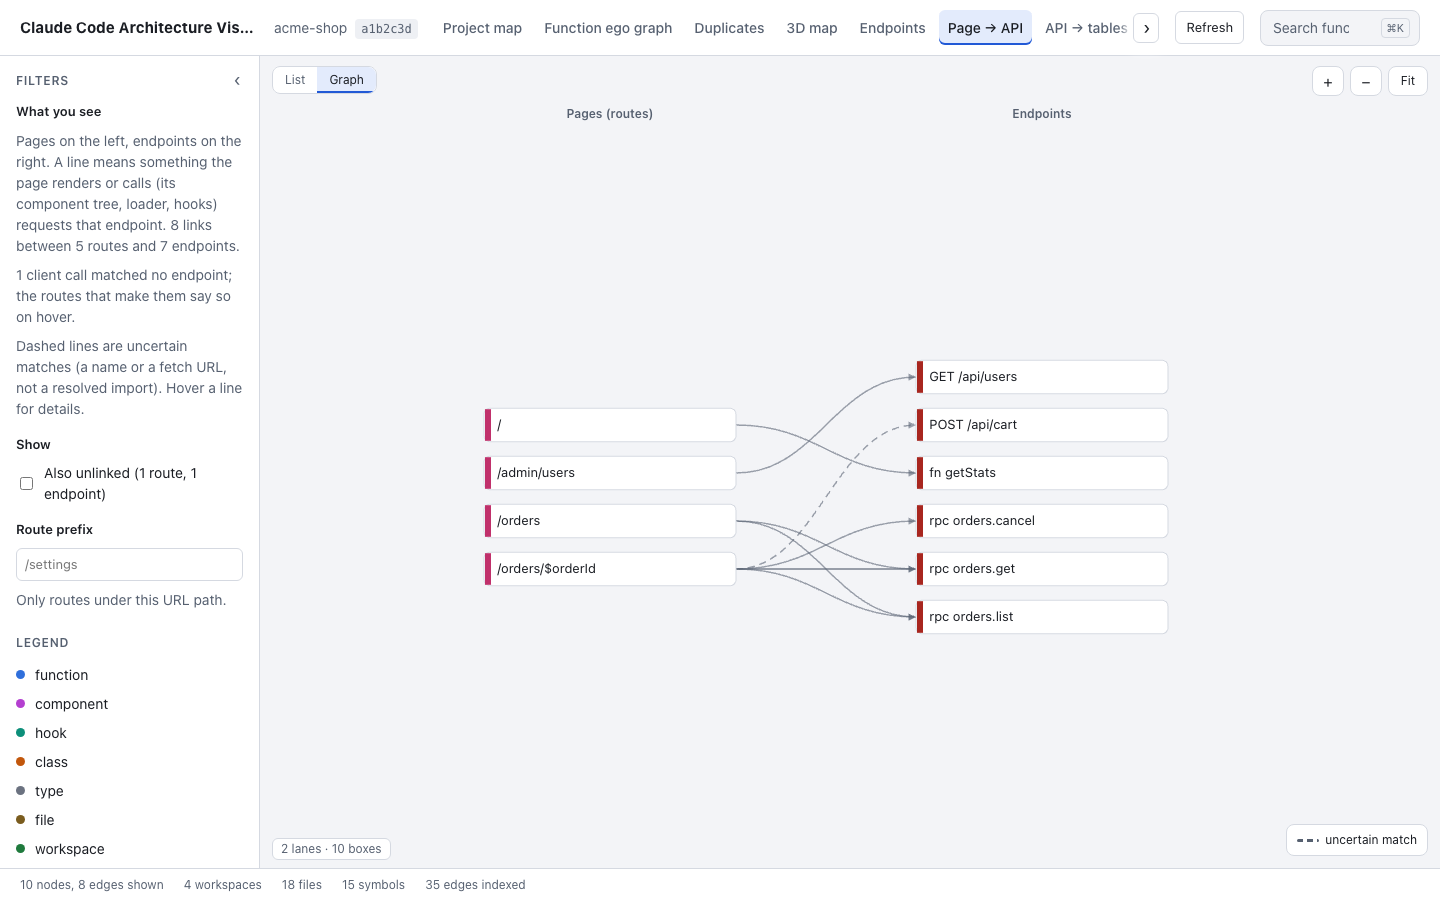 Claude Code Architecture Vis...
acme-shop a1b2c3d
Project map
Function ego graph
Duplicates
3D map
Endpoints
Page → API
API → tables
›
Refresh
Search func ⌘K
FILTERS ‹
What you see
Pages on the left, endpoints on the
right. A line means something the
page renders or calls (its
component tree, loader, hooks)
requests that endpoint. 8 links
between 5 routes and 7 endpoints.
1 client call matched no endpoint;
the routes that make them say so
on hover.
Dashed lines are uncertain
matches (a name or a fetch URL,
not a resolved import). Hover a line
for details.
Show
Also unlinked (1 route, 1
endpoint)
Route prefix
/settings
Only routes under this URL path.
LEGEND
function
component
hook
class
type
file
workspace
List Graph
+ − Fit
Pages (routes)
Endpoints
/
/admin/users
/orders
/orders/$orderId
GET /api/users
POST /api/cart
fn getStats
rpc orders.cancel
rpc orders.get
rpc orders.list
2 lanes · 10 boxes
uncertain match
10 nodes, 8 edges shown
4 workspaces
18 files
15 symbols
35 edges indexed